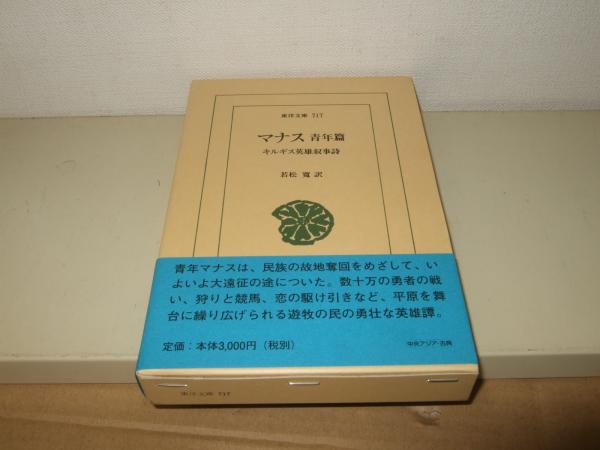 東洋文庫 717
マナス 青年篇
キルギス英雄叙事詩
若松 寛 訳
青年マナスは、民族の故地奪回をめざして、い
よいよ大遠征の途についた。数十万の勇者の戦
い、狩りと競馬、恋の駆け引きなど、平原を舞
台に繰り広げられる遊牧の民の勇壮な英雄譚。
定価：本体3,000円（税別）
中央アジア・古典
東洋文庫 717